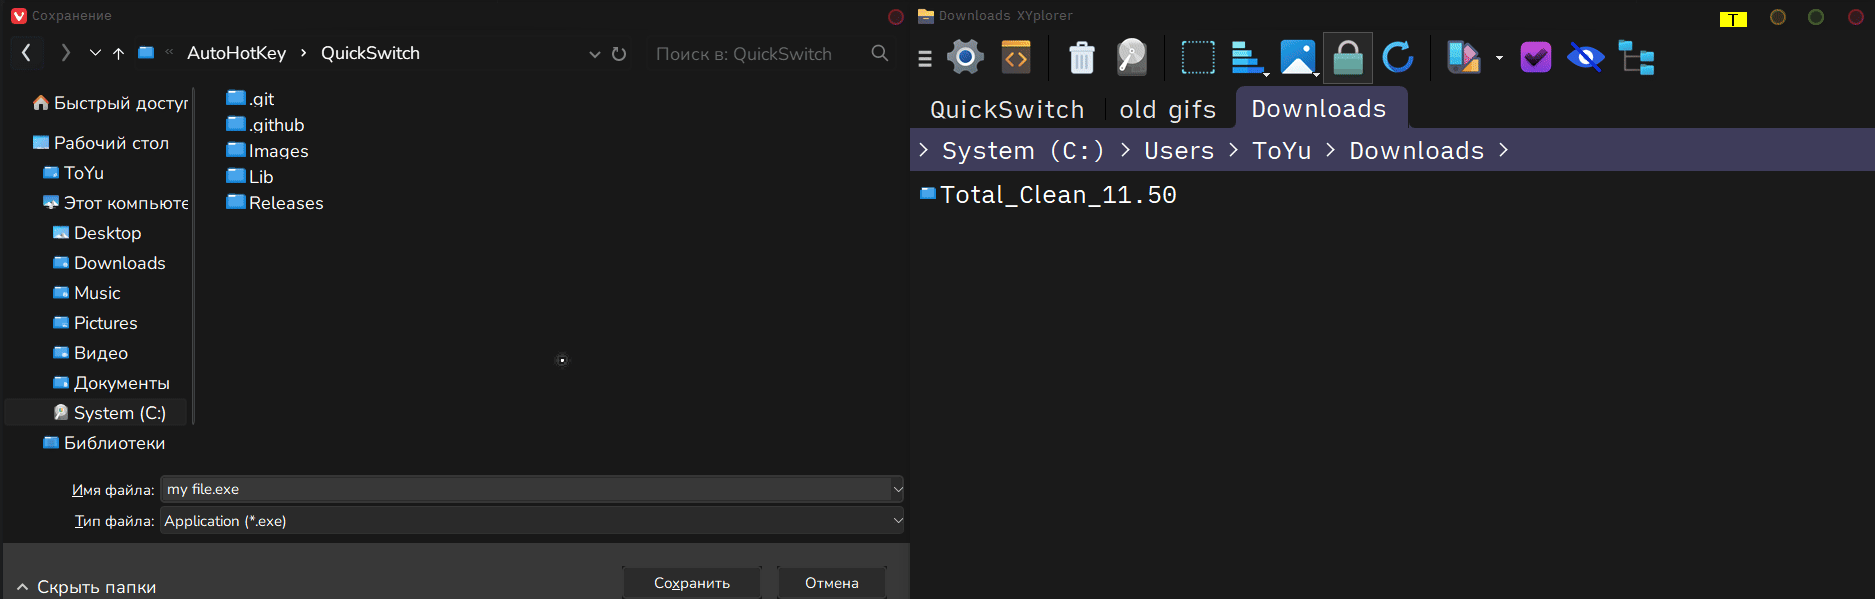 Сохранение
« AutoHotKey › QuickSwitch
Поиск в: QuickSwitch
Быстрый доступ
Рабочий стол
ToYu
Этот компьюте
Desktop
Downloads
Music
Pictures
Видео
Документы
System (C:)
Библиотеки
.git
.github
Images
Lib
Releases
Имя файла: my file.exe
Тип файла: Application (*.exe)
Скрыть папки
Сохранить Отмена
Downloads XYplorer
T
QuickSwitch old gifs Downloads
> System (C:) > Users > ToYu > Downloads >
Total_Clean_11.50